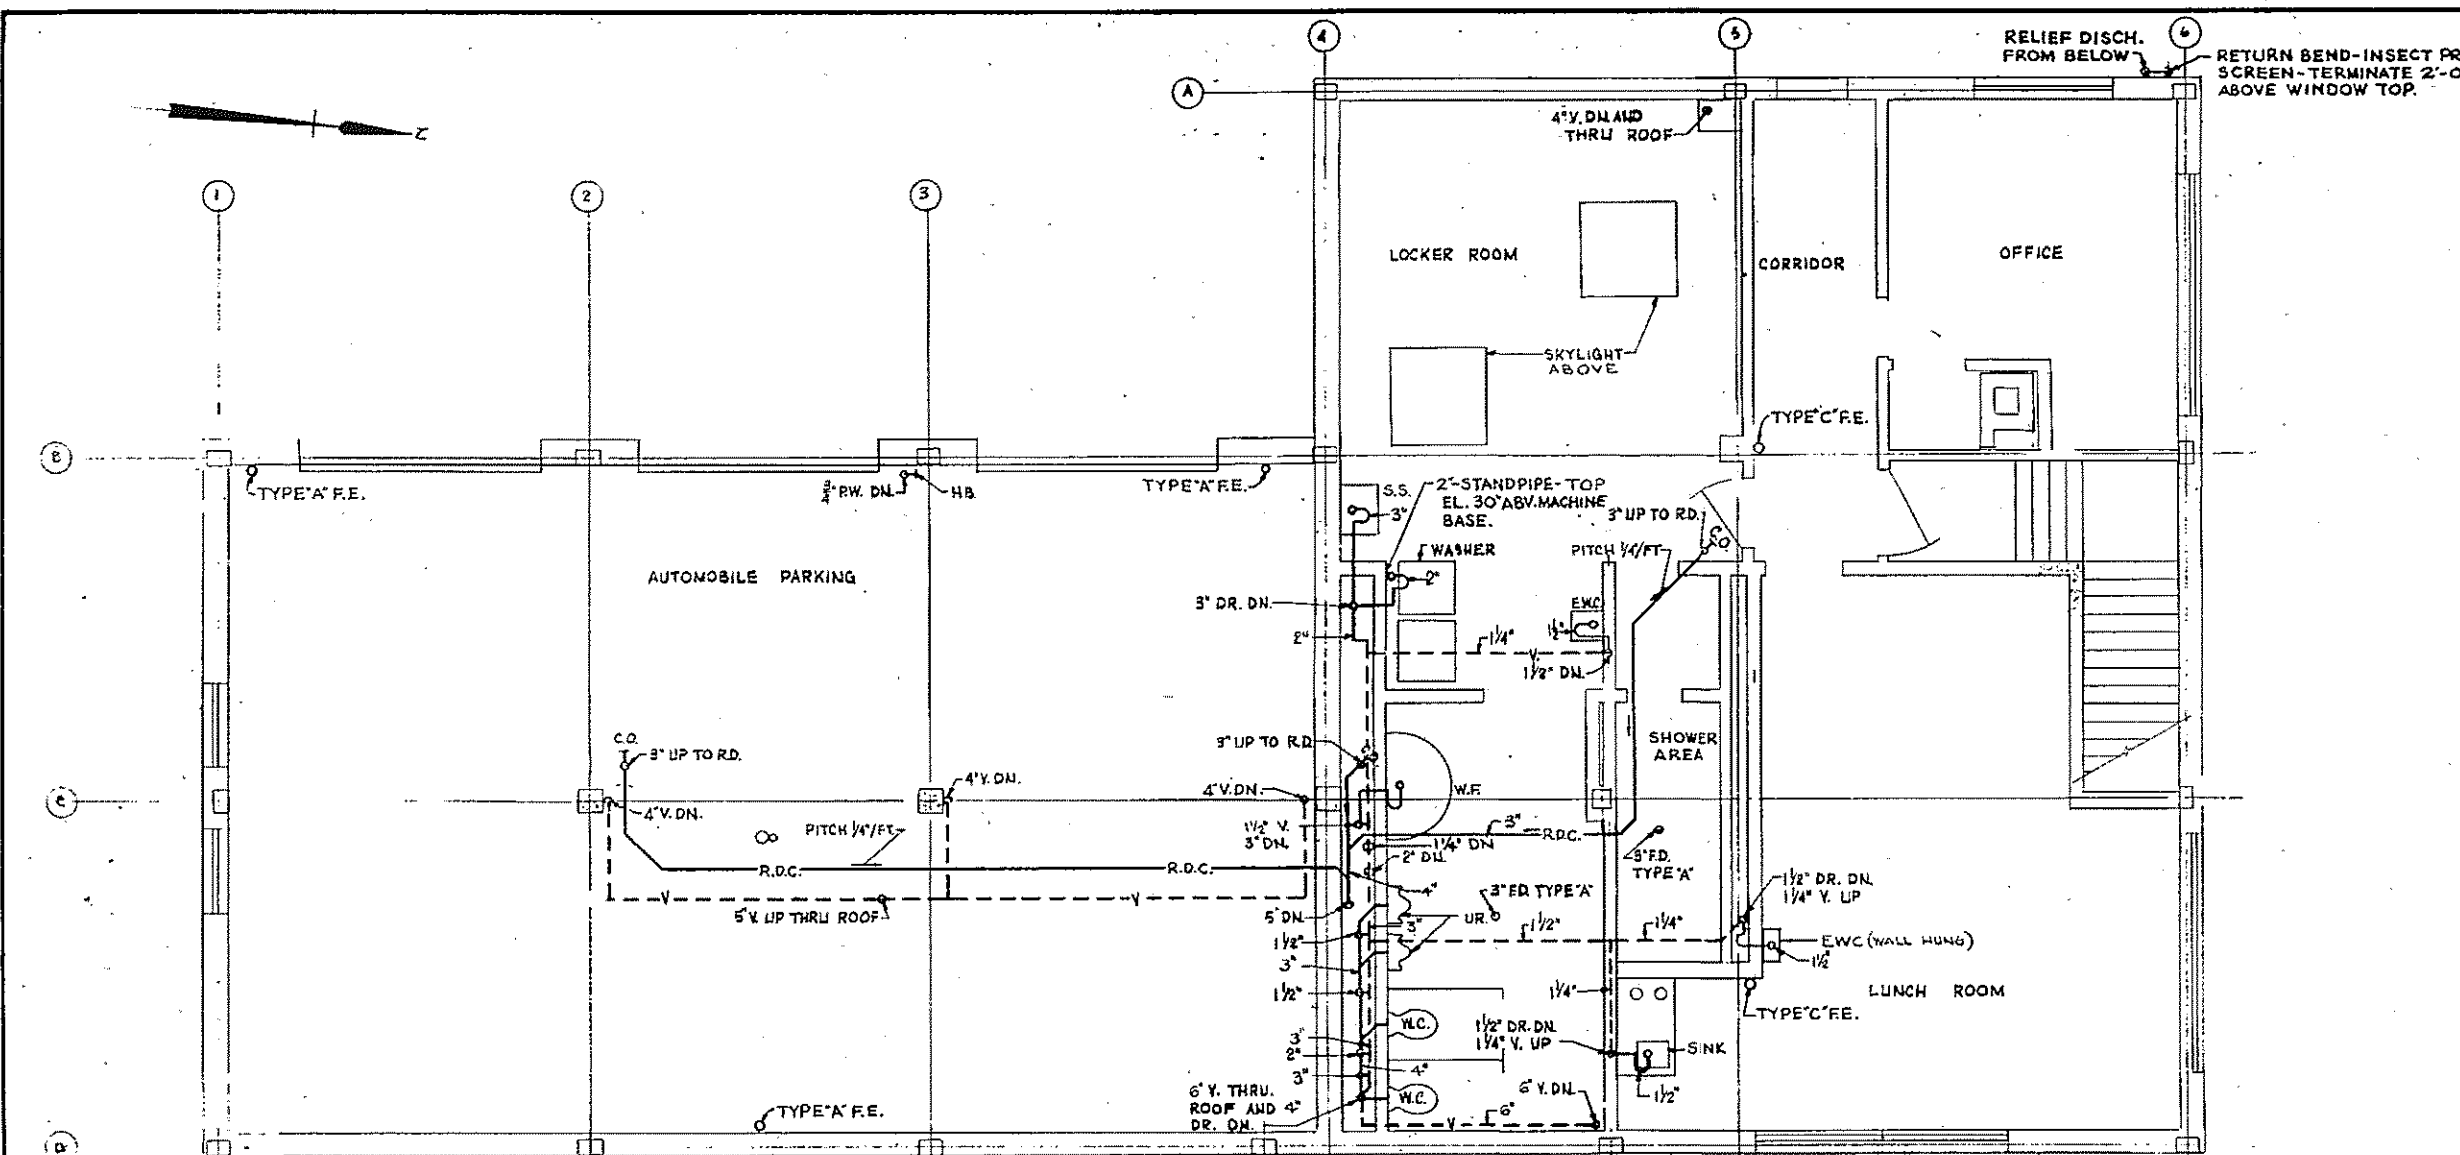 4
5
6
RELIEF DISCH.
FROM BELOW
RETURN BEND-INSECT PR
SCREEN-TERMINATE 2'-0
ABOVE WINDOW TOP.
A
4" V. DN. AND
THRU ROOF
N
1
2
3
LOCKER ROOM
CORRIDOR
OFFICE
SKYLIGHT
ABOVE
TYPE "C" F.E.
B
TYPE "A" F.E.
P.W. DN.
H.B.
TYPE "A" F.E.
S.S.
3"
2"-STANDPIPE-TOP
EL. 30" ABV. MACHINE
BASE.
3" UP TO R.D.
C.O.
WASHER
PITCH 1/4"/FT
2"
AUTOMOBILE PARKING
3" DR. DN.
E.W.C.
1 1/2"
2"
1 1/4"
V.
1 1/2" DN.
C.O.
3" UP TO R.D.
3" UP TO R.D.
SHOWER
AREA
C
4" V. DN.
4" V. DN.
4" V. DN.
W.F.
PITCH 1/4"/FT.
1 1/2" V.
3" DN.
3"
R.D.C.
1 1/4" DN
2" DN.
3" F.D.
TYPE "A"
R.D.C.
R.D.C.
4"
3" F.D. TYPE "A"
1 1/2" DR. DN.
1 1/4" V. UP
V
V
5" V. UP THRU ROOF
5" DN.
UR.
3"
1 1/2"
1 1/2"
1 1/4"
EWC (WALL HUNG)
1 1/2
3"
1 1/2"
1 1/4"
LUNCH ROOM
TYPE "C" F.E.
W.C.
1 1/2" DR. DN.
1 1/4" V. UP
3"
2"
SINK
3"
4"
W.C.
6" V. THRU.
ROOF AND 4"
DR. DN.
6" V. DN.
1 1/2"
TYPE "A" F.E.
V
6"
D